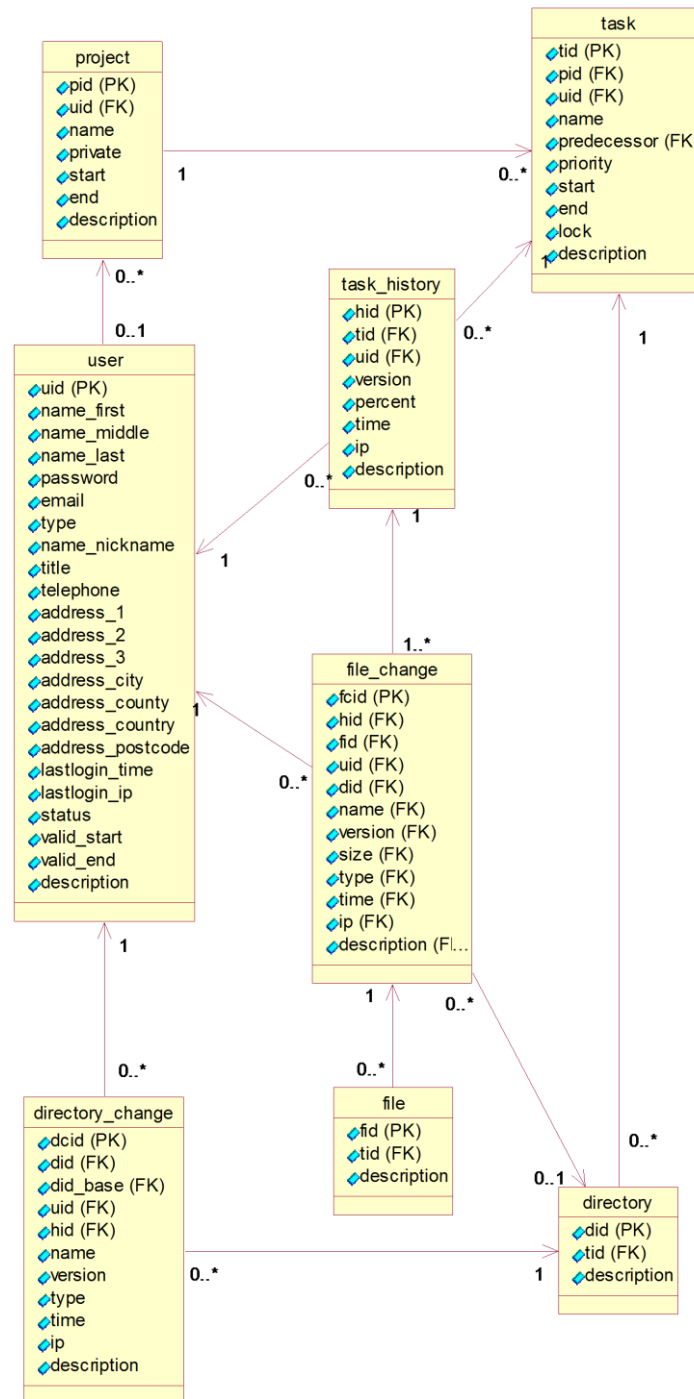 project
pid (PK)
uid (FK)
name
private
start
end
description
1
0..*
task
tid (PK)
pid (FK)
uid (FK)
name
predecessor (FK
priority
start
end
lock
description
1
0..*
0..1
user
uid (PK)
name_first
name_middle
name_last
password
email
type
name_nickname
title
telephone
address_1
address_2
address_3
address_city
address_county
address_country
address_postcode
lastlogin_time
lastlogin_ip
status
valid_start
valid_end
description
task_history
hid (PK)
tid (FK)
uid (FK)
version
percent
time
ip
description
0..*
0..*
1
1
1
1..*
file_change
fcid (PK)
hid (FK)
fid (FK)
uid (FK)
did (FK)
name (FK)
version (FK)
size (FK)
type (FK)
time (FK)
ip (FK)
description (FI...
1
0..*
1
0..*
1
0..*
0..*
directory_change
dcid (PK)
did (FK)
did_base (FK)
uid (FK)
hid (FK)
name
version
type
time
ip
description
file
fid (PK)
tid (FK)
description
0..*
0..1
directory
did (PK)
tid (FK)
description
0..*
1